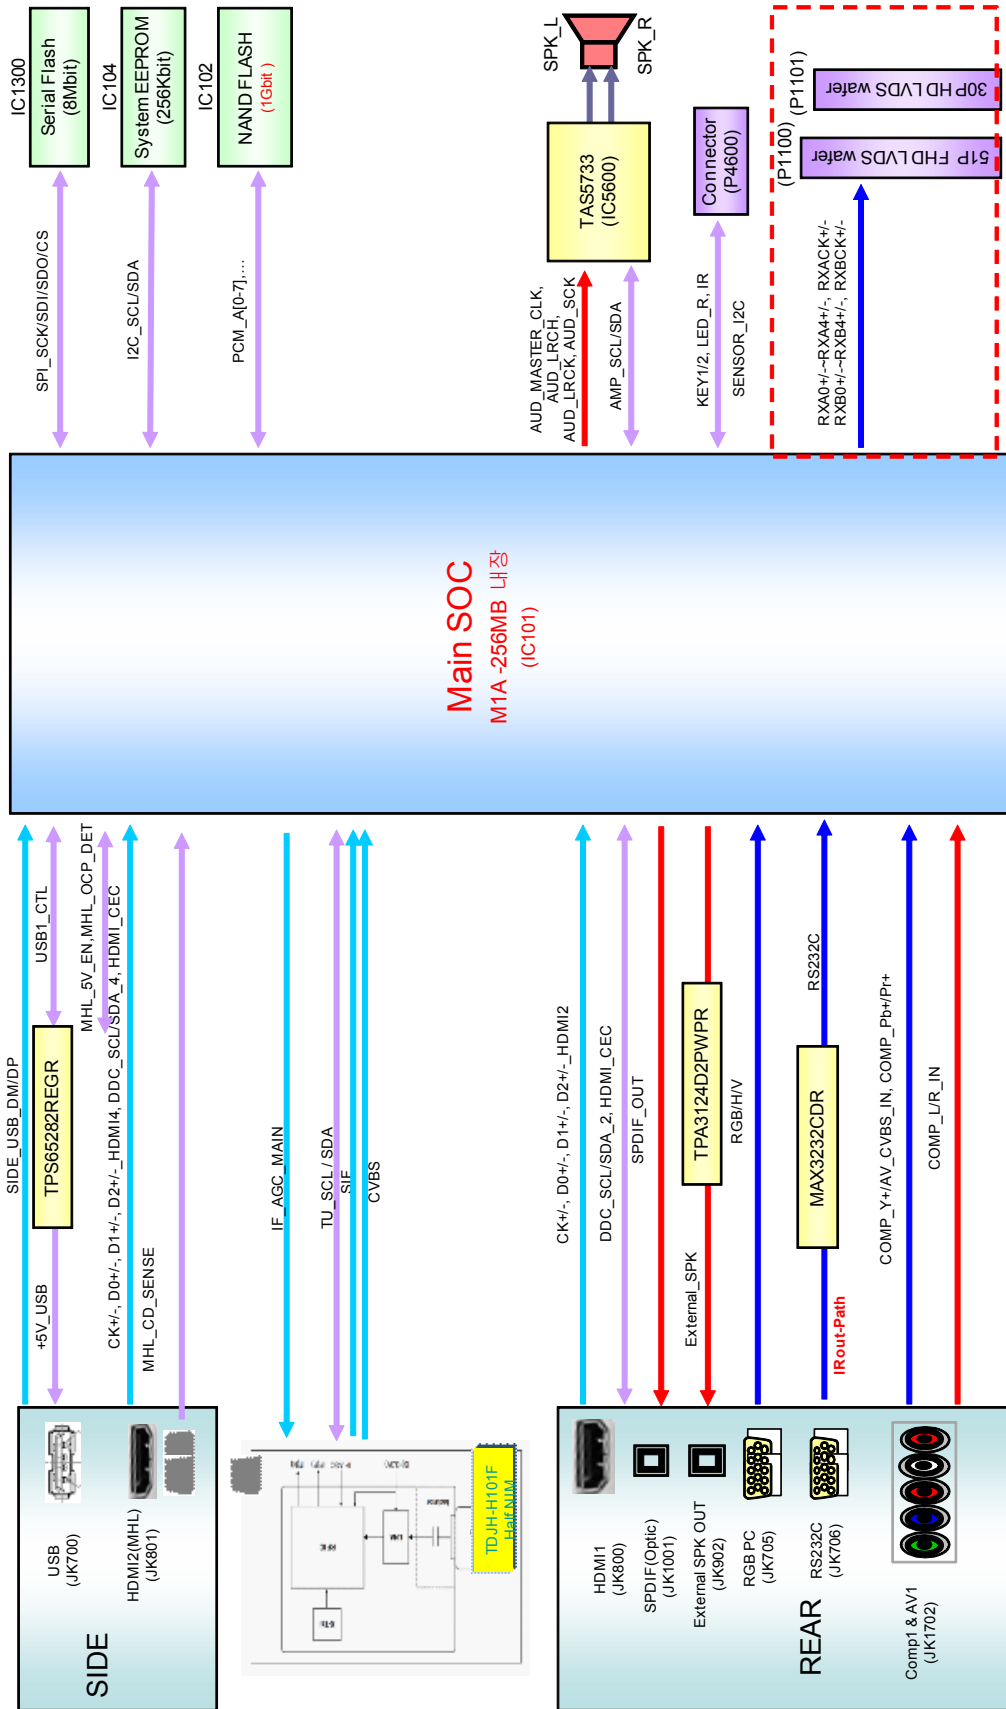 IC1300
Serial Flash
(8Mbit)
IC104
System EEPROM
(256Kbit)
IC102
NAND FLASH
(1Gbit )
SPI_SCK/SDI/SDO/CS
I2C_SCL/SDA
PCM_A[0-7],...
SPK_L
SPK_R
TAS5733
(IC5600)
AUD_MASTER_CLK,
AUD_LRCH,
AUD_LRCK, AUD_SCK
AMP_SCL/SDA
Connector
(P4600)
KEY1/2, LED_R, IR
SENSOR_I2C
(P1101)
30P HD LVDS wafer
(P1100)
51P FHD LVDS wafer
RXA0+/-~RXA4+/-, RXACK+/-
RXB0+/-~RXB4+/-, RXBCK+/-
Main SOC
M1A -256MB 내장
(IC101)
SIDE_USB_DM/DP
USB1_CTL
TPS65282REGR
+5V_USB
MHL_5V_EN,MHL_OCP_DET
CK+/-, D0+/-, D1+/-, D2+/-_HDMI4, DDC_SCL/SDA_4, HDMI_CEC
MHL_CD_SENSE
IF_AGC_MAIN
TU_SCL / SDA
SIF
CVBS
CK+/-, D0+/-, D1+/-, D2+/-_HDMI2
DDC_SCL/SDA_2, HDMI_CEC
SPDIF_OUT
TPA3124D2PWPR
External_SPK
RGB/H/V
RS232C
MAX3232CDR
IRout-Path
COMP_Y+/AV_CVBS_IN, COMP_Pb+/Pr+
COMP_L/R_IN
SIDE
USB
(JK700)
HDMI2(MHL)
(JK801)
TDJH-H101F
Half NIM
REAR
HDMI1
(JK800)
SPDIF(Optic)
(JK1001)
External SPK OUT
(JK902)
RGB PC
(JK705)
RS232C
(JK706)
Comp1 & AV1
(JK1702)